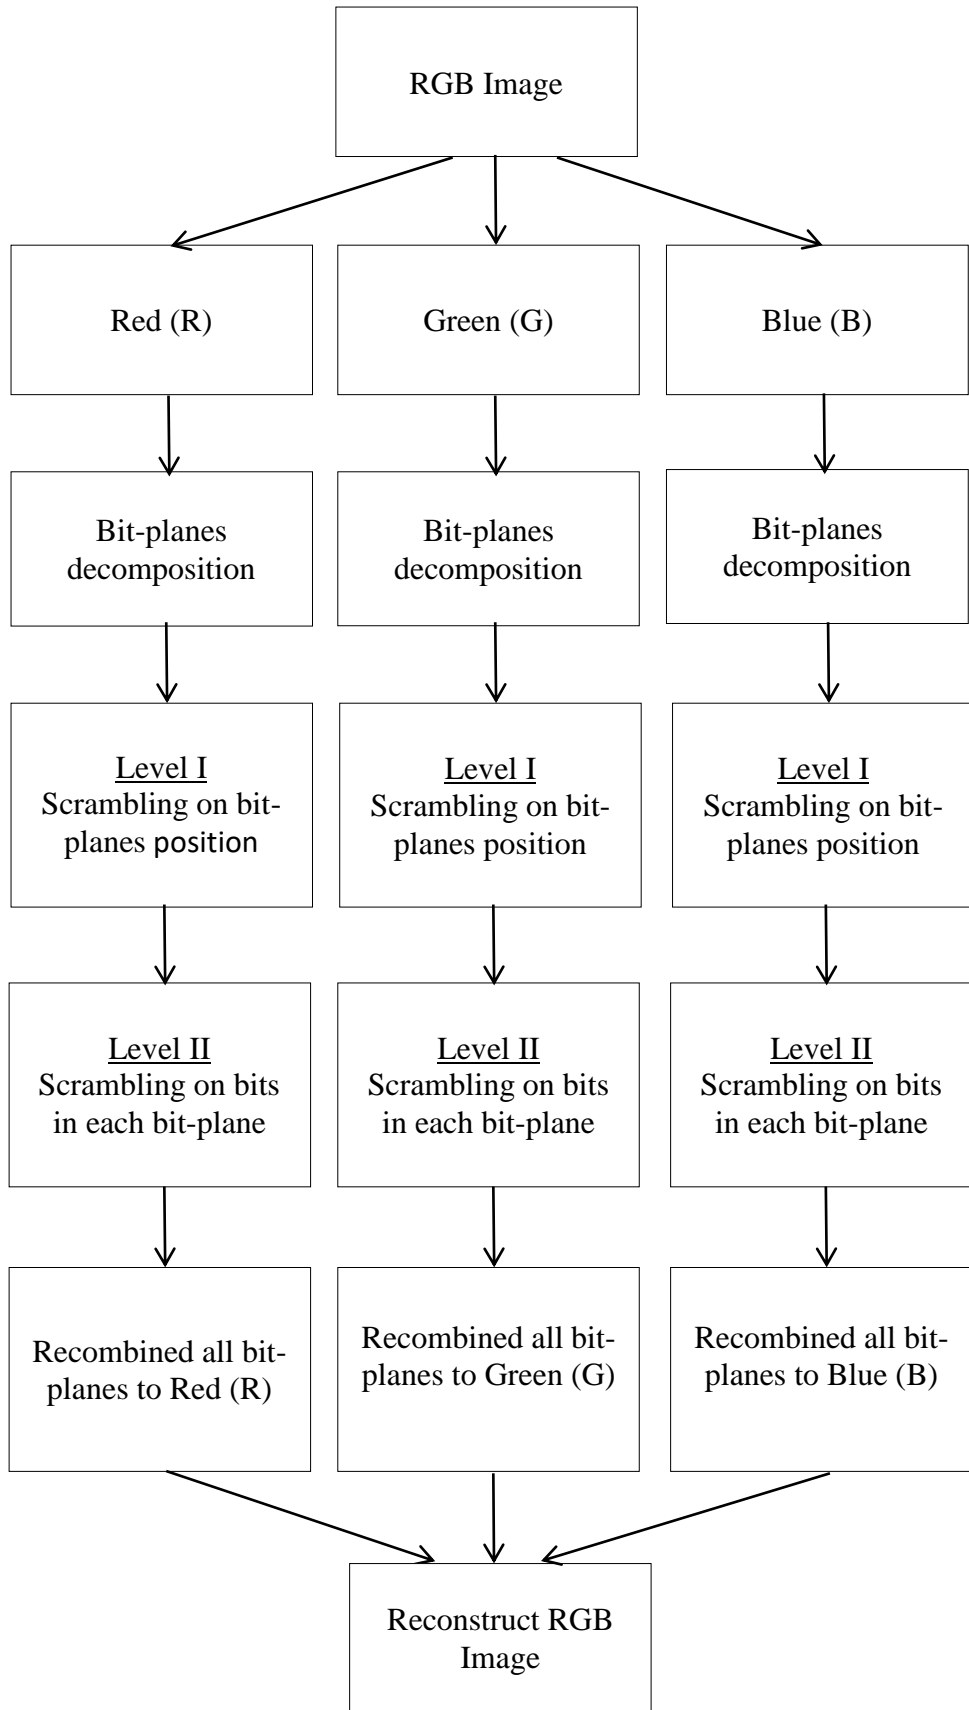 RGB Image
Red (R)
Green (G)
Blue (B)
Bit-planes
decomposition
Bit-planes
decomposition
Bit-planes
decomposition
Level I
Scrambling on bit-
planes position
Level I
Scrambling on bit-
planes position
Level I
Scrambling on bit-
planes position
Level II
Scrambling on bits
in each bit-plane
Level II
Scrambling on bits
in each bit-plane
Level II
Scrambling on bits
in each bit-plane
Recombined all bit-
planes to Red (R)
Recombined all bit-
planes to Green (G)
Recombined all bit-
planes to Blue (B)
Reconstruct RGB
Image